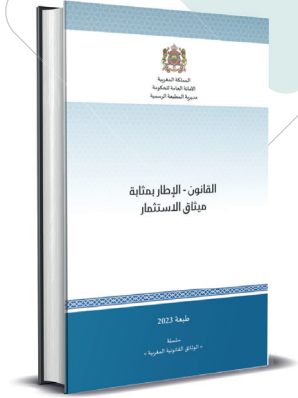 المملكة المغربية
الأمانة العامة للحكومة
مديرية المطبعة الرسمية
القانون - الإطار بمثابة
ميثاق الاستثمار
طبعة 2023
سلسلة
« الوثائق القانونية المغربية »